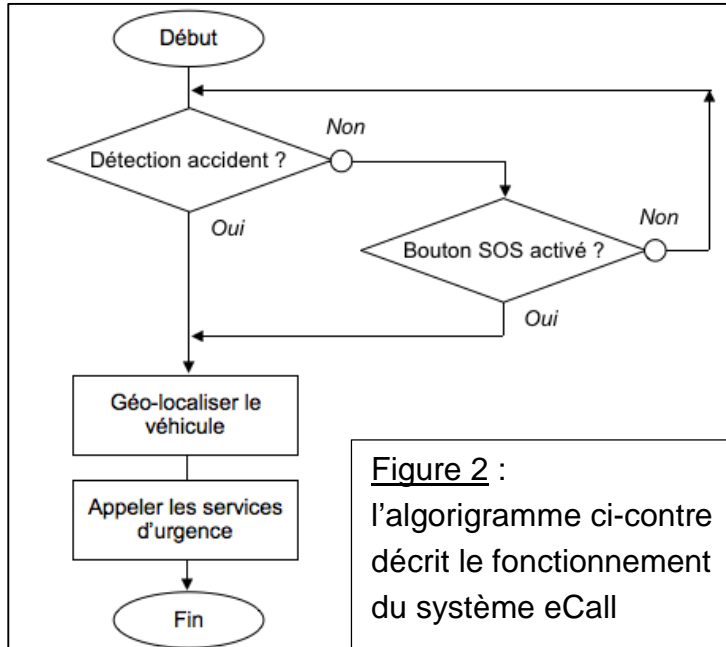 Début
Non
Détection accident ?
Non
Oui
Bouton SOS activé ?
Oui
Géo-localiser le
véhicule
Appeler les services
d'urgence
Fin
Figure 2 :
l'algorigramme ci-contre
décrit le fonctionnement
du système eCall